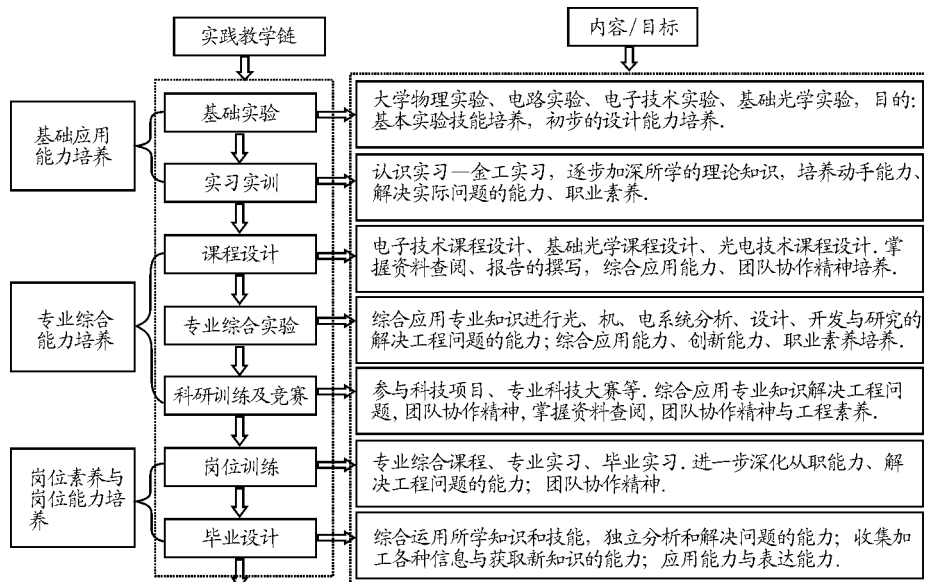 实践教学链
内容/目标
基础应用
能力培养
基础实验
大学物理实验、电路实验、电子技术实验、基础光学实验，目的:
基本实验技能培养，初步的设计能力培养.
实习实训
认识实习—金工实习，逐步加深所学的理论知识，培养动手能力、
解决实际问题的能力、职业素养.
专业综合
能力培养
课程设计
电子技术课程设计、基础光学课程设计、光电技术课程设计.掌
握资料查阅、报告的撰写，综合应用能力、团队协作精神培养.
专业综合实验
综合应用专业知识进行光、机、电系统分析、设计、开发与研究的
解决工程问题的能力;综合应用能力、创新能力、职业素养培养.
科研训练及竞赛
参与科技项目、专业科技大赛等.综合应用专业知识解决工程问
题,团队协作精神,掌握资料查阅,团队协作精神与工程素养.
岗位素养与
岗位能力培
养
岗位训练
专业综合课程、专业实习、毕业实习.进一步深化从职能力、解
决工程问题的能力；团队协作精神.
毕业设计
综合运用所学知识和技能，独立分析和解决问题的能力；收集加
工各种信息与获取新知识的能力；应用能力与表达能力.